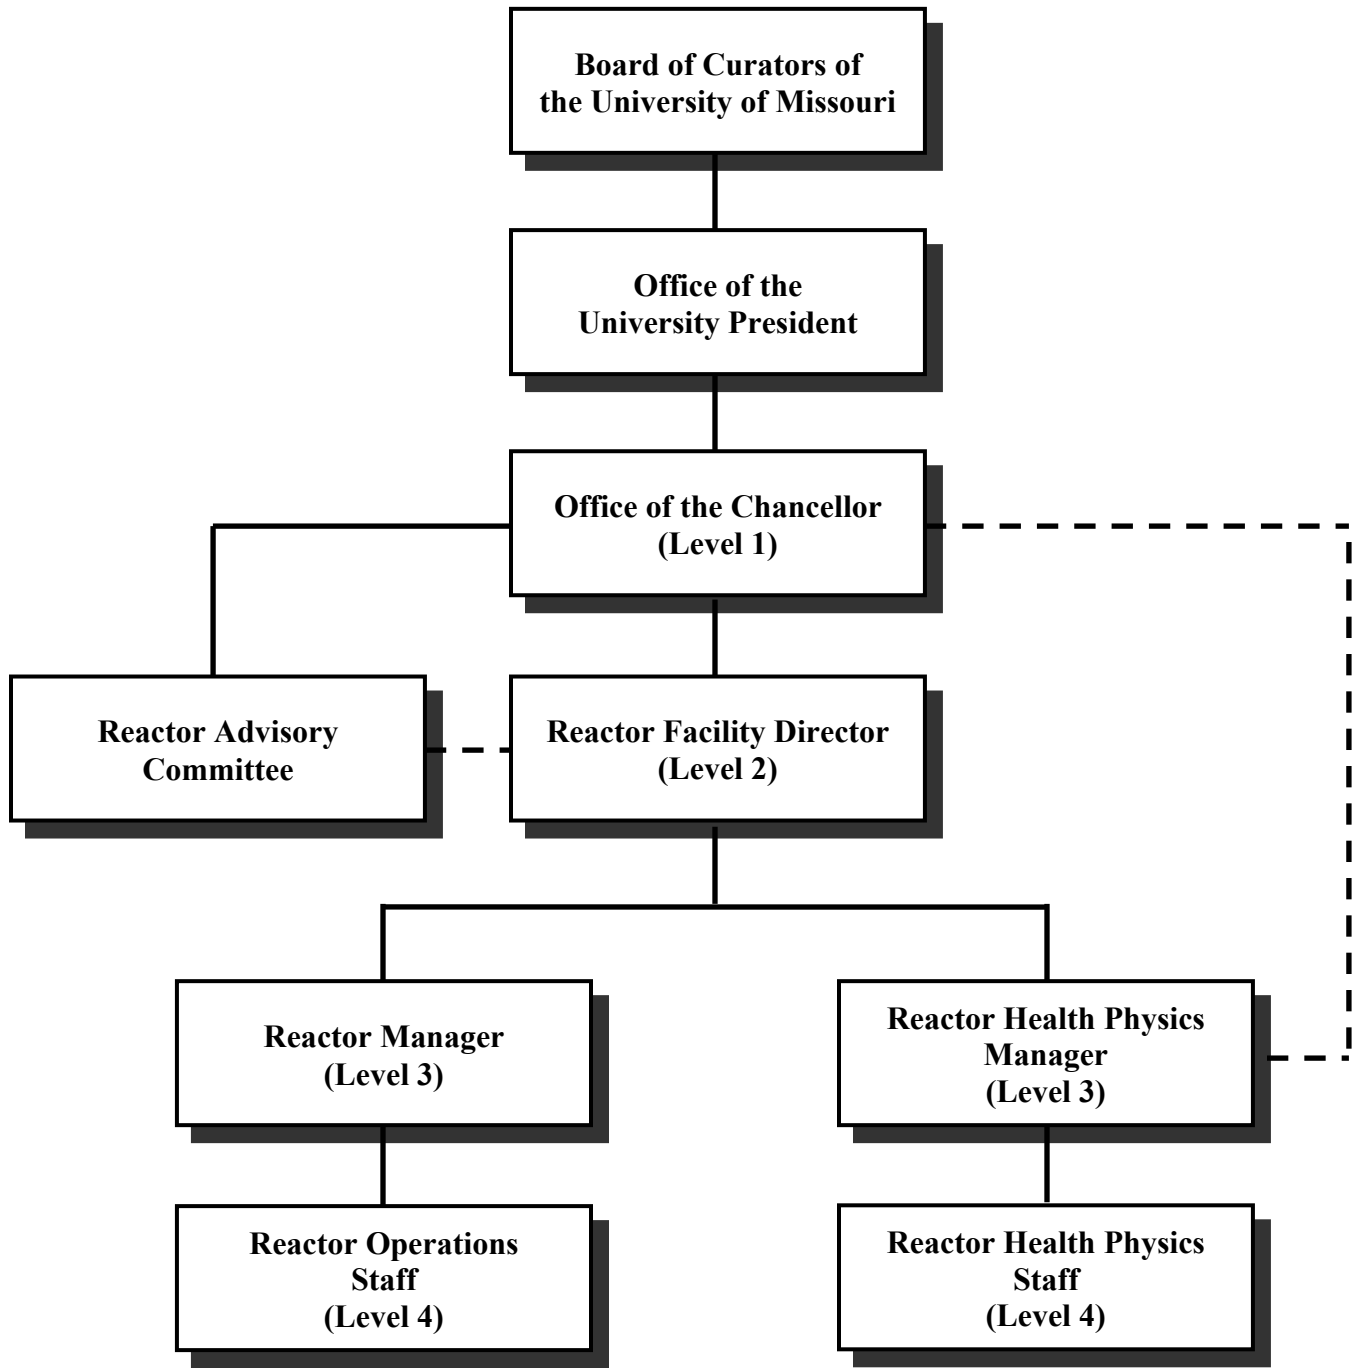 Board of Curators of
the University of Missouri
Office of the
University President
Office of the Chancellor
(Level 1)
Reactor Advisory
Committee
Reactor Facility Director
(Level 2)
Reactor Manager
(Level 3)
Reactor Health Physics
Manager
(Level 3)
Reactor Operations
Staff
(Level 4)
Reactor Health Physics
Staff
(Level 4)